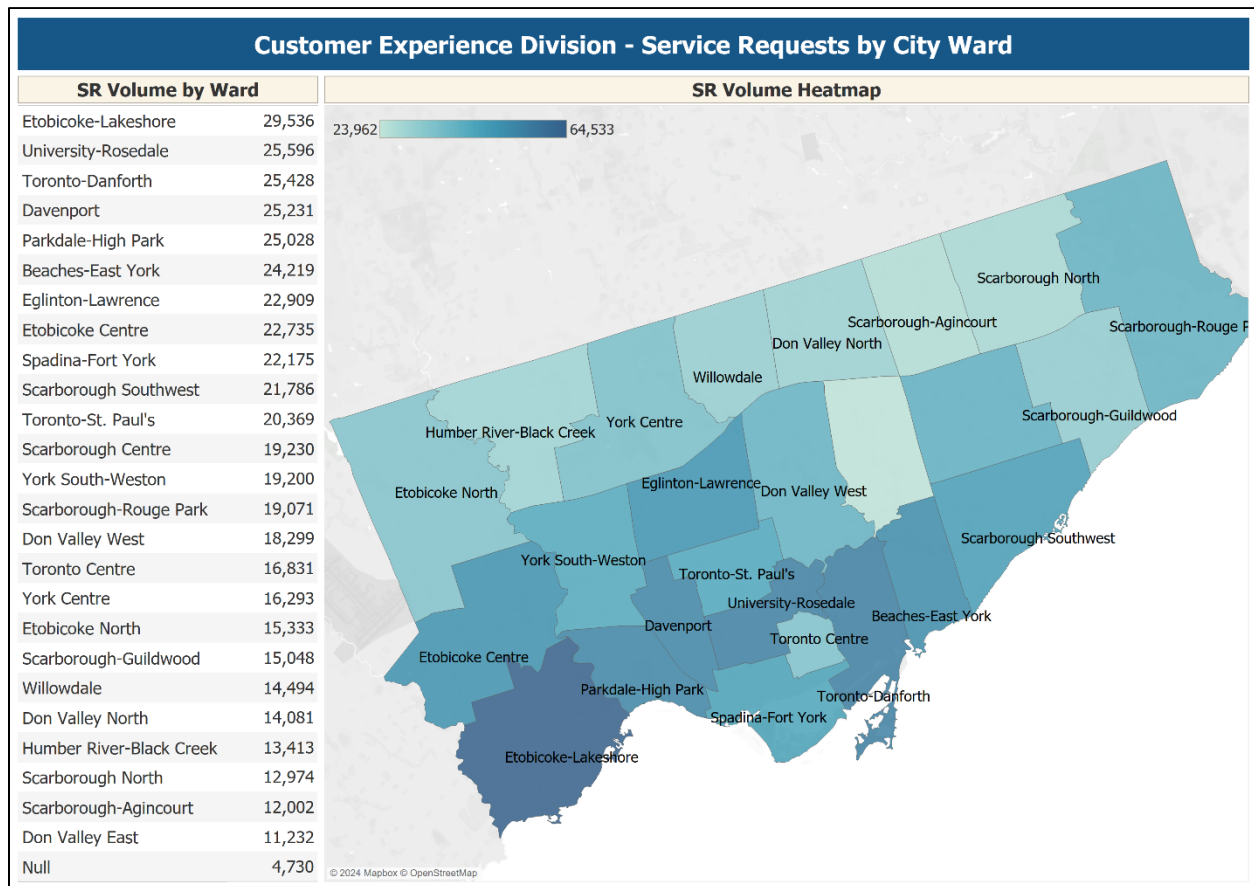 Customer Experience Division - Service Requests by City Ward
SR Volume by Ward
Etobicoke-Lakeshore 29,536
University-Rosedale 25,596
Toronto-Danforth 25,428
Davenport 25,231
Parkdale-High Park 25,028
Beaches-East York 24,219
Eglinton-Lawrence 22,909
Etobicoke Centre 22,735
Spadina-Fort York 22,175
Scarborough Southwest 21,786
Toronto-St. Paul's 20,369
Scarborough Centre 19,230
York South-Weston 19,200
Scarborough-Rouge Park 19,071
Don Valley West 18,299
Toronto Centre 16,831
York Centre 16,293
Etobicoke North 15,333
Scarborough-Guildwood 15,048
Willowdale 14,494
Don Valley North 14,081
Humber River-Black Creek 13,413
Scarborough North 12,974
Scarborough-Agincourt 12,002
Don Valley East 11,232
Null 4,730
SR Volume Heatmap
23,962 64,533
Scarborough North
Scarborough-Agincourt
Scarborough-Rouge P
Don Valley North
Willowdale
Scarborough-Guildwood
York Centre
Humber River-Black Creek
Eglinton-Lawrence
Don Valley West
Etobicoke North
Scarborough Southwest
York South-Weston
Toronto-St. Paul's
University-Rosedale
Beaches-East York
Davenport
Toronto Centre
Etobicoke Centre
Parkdale-High Park
Toronto-Danforth
Spadina-Fort York
Etobicoke-Lakeshore
© 2024 Mapbox © OpenStreetMap